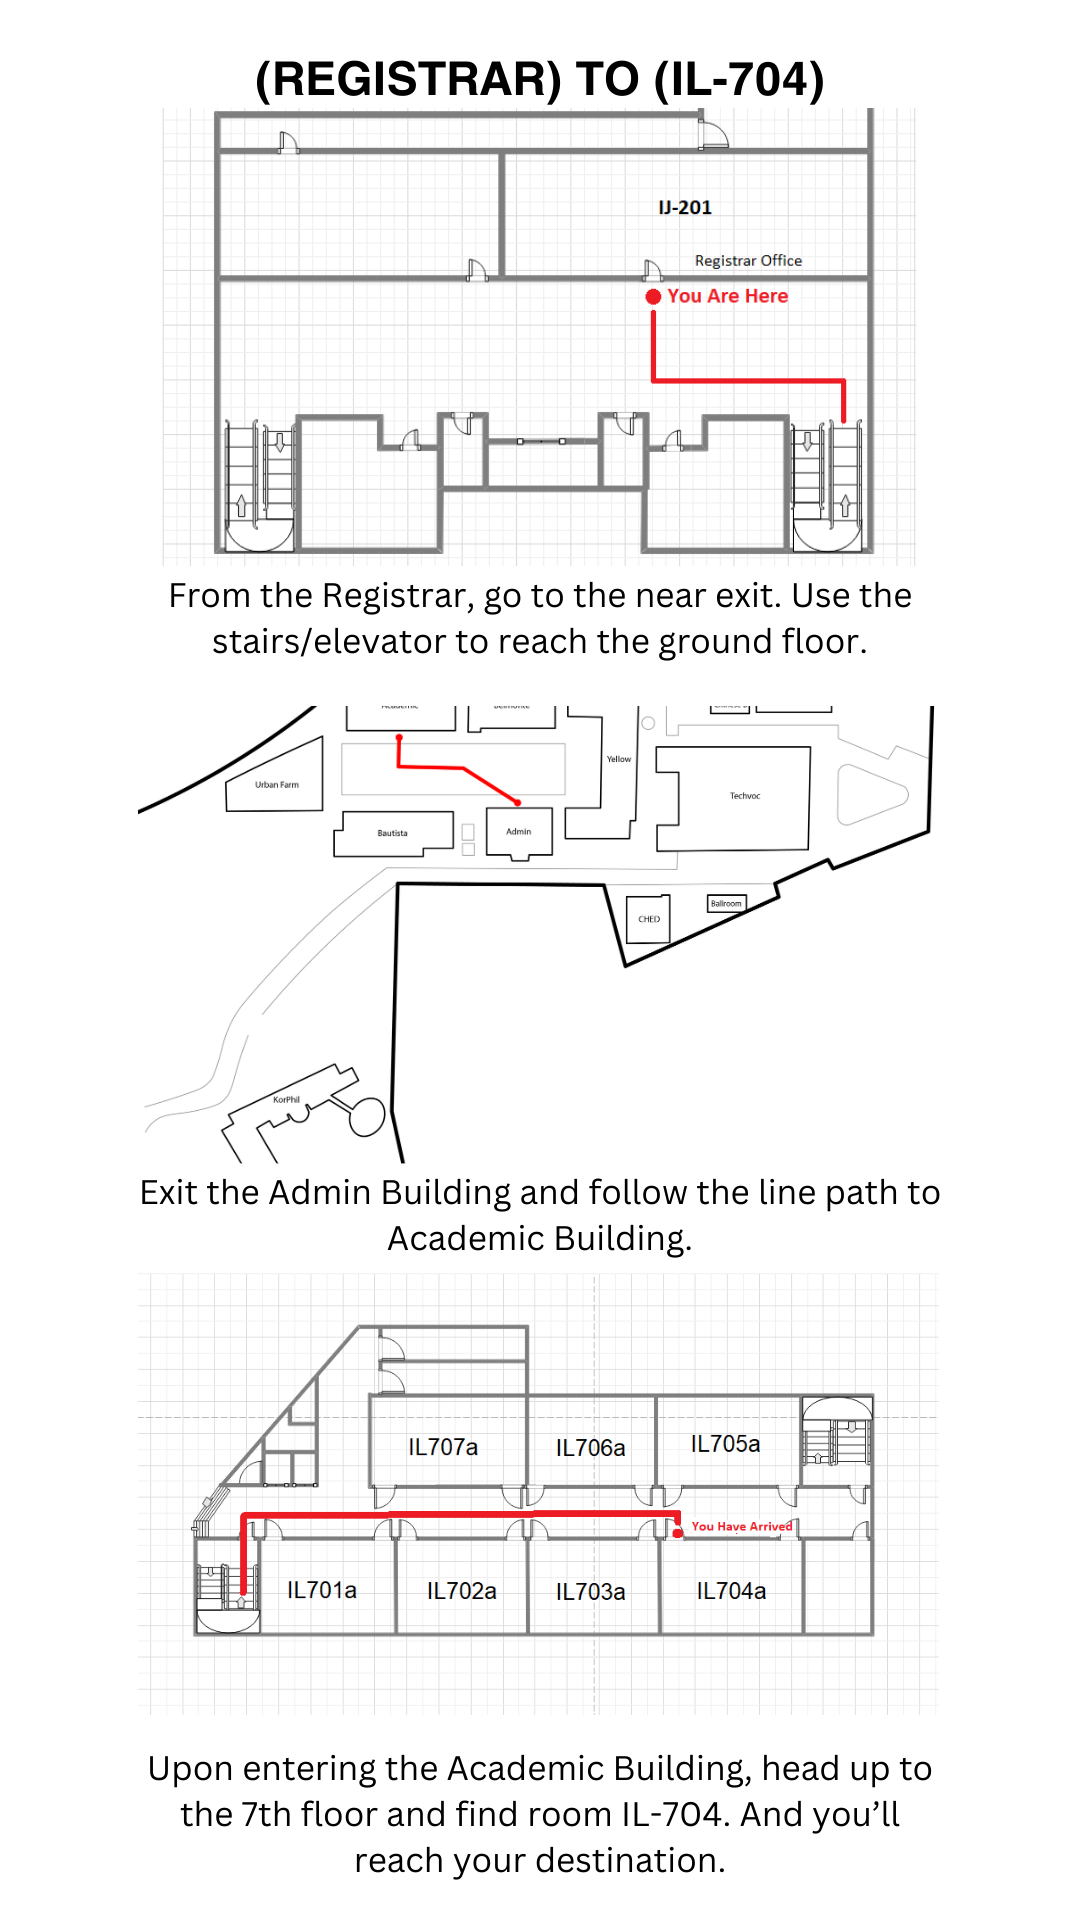 (REGISTRAR) TO (IL-704)
IJ-201
Registrar Office
You Are Here
From the Registrar, go to the near exit. Use the
stairs/elevator to reach the ground floor.
Academic
Belmonte
Yellow
Urban Farm
Techvoc
Bautista
Admin
CHED
Ballroom
KorPhil
Exit the Admin Building and follow the line path to
Academic Building.
IL707a
IL706a
IL705a
You Have Arrived
IL701a
IL702a
IL703a
IL704a
Upon entering the Academic Building, head up to
the 7th floor and find room IL-704. And you’ll
reach your destination.